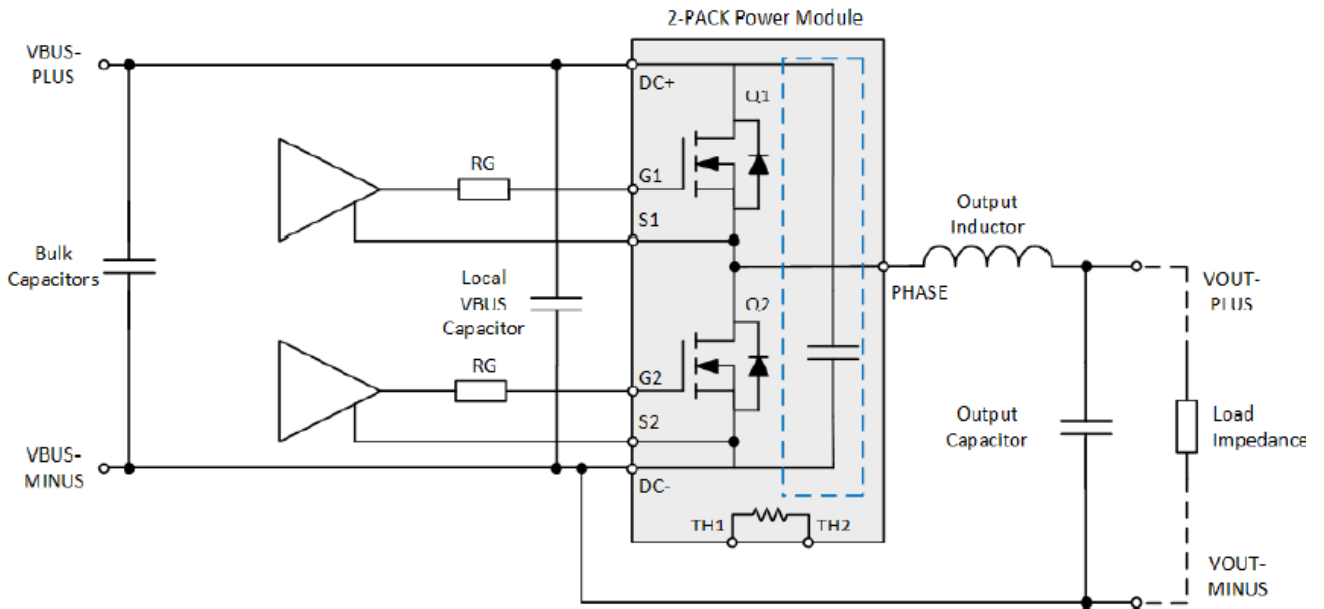 2-PACK Power Module
VBUS-
PLUS
DC+
Q1
RG
G1
S1
Output
Inductor
Bulk
Capacitors
Local
VBUS
Capacitor
PHASE
VOUT-
PLUS
Q2
RG
G2
S2
Output
Capacitor
Load
Impedance
VBUS-
MINUS
DC-
TH1
TH2
VOUT-
MINUS